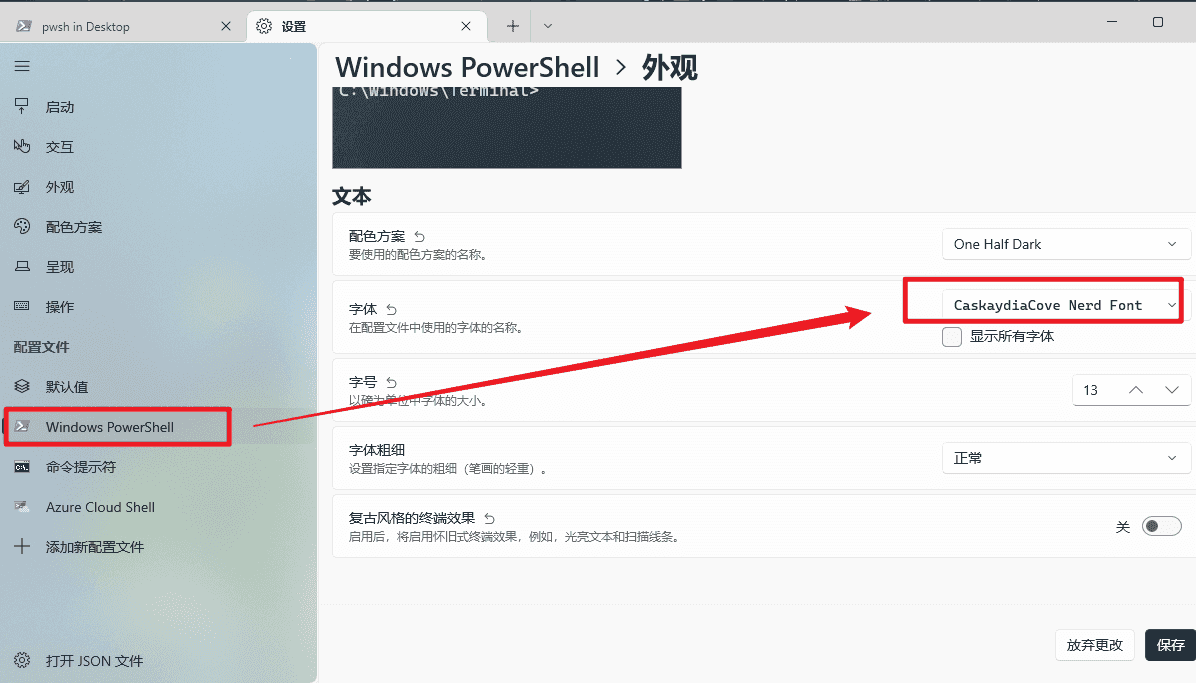 pwsh in Desktop
设置
启动
交互
外观
配色方案
呈现
操作
配置文件
默认值
Windows PowerShell
命令提示符
Azure Cloud Shell
添加新配置文件
打开 JSON 文件
Windows PowerShell > 外观
C:\Windows\Terminal>
文本
配色方案
要使用的配色方案的名称。
One Half Dark
字体
在配置文件中使用的字体的名称。
CaskaydiaCove Nerd Font
显示所有字体
字号
以磅为单位中字体的大小。
13
字体粗细
设置指定字体的粗细（笔画的轻重）。
正常
复古风格的终端效果
启用后，将启用怀旧式终端效果，例如，光亮文本和扫描线条。
关
放弃更改
保存